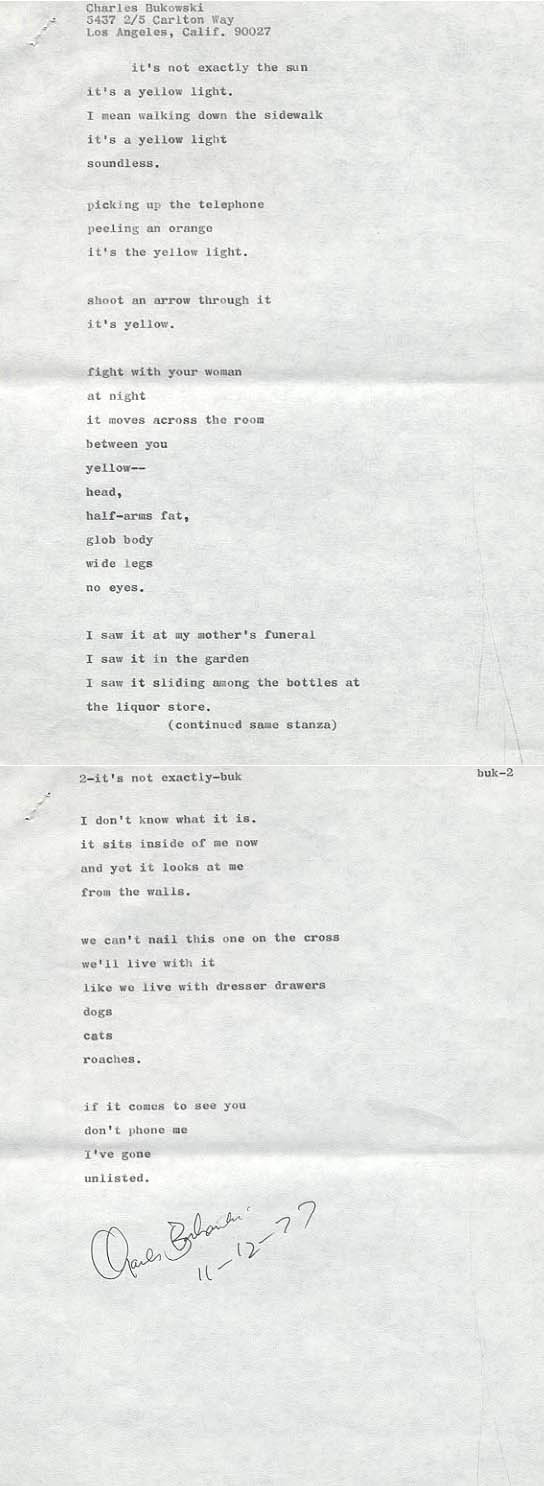 Charles Bukowski
5437 2/5 Carlton Way
Los Angeles, Calif. 90027
it's not exactly the sun
it's a yellow light.
I mean walking down the sidewalk
it's a yellow light
soundless.
picking up the telephone
peeling an orange
it's the yellow light.
shoot an arrow through it
it's yellow.
fight with your woman
at night
it moves across the room
between you
yellow--
head,
half-arms fat,
glob body
wide legs
no eyes.
I saw it at my mother's funeral
I saw it in the garden
I saw it sliding among the bottles at
the liquor store.
(continued same stanza)
2-it's not exactly-buk buk-2
I don't know what it is.
it sits inside of me now
and yet it looks at me
from the walls.
we can't nail this one on the cross
we'll live with it
like we live with dresser drawers
dogs
cats
roaches.
if it comes to see you
don't phone me
I've gone
unlisted.
Charles Bukowski
11-12-77